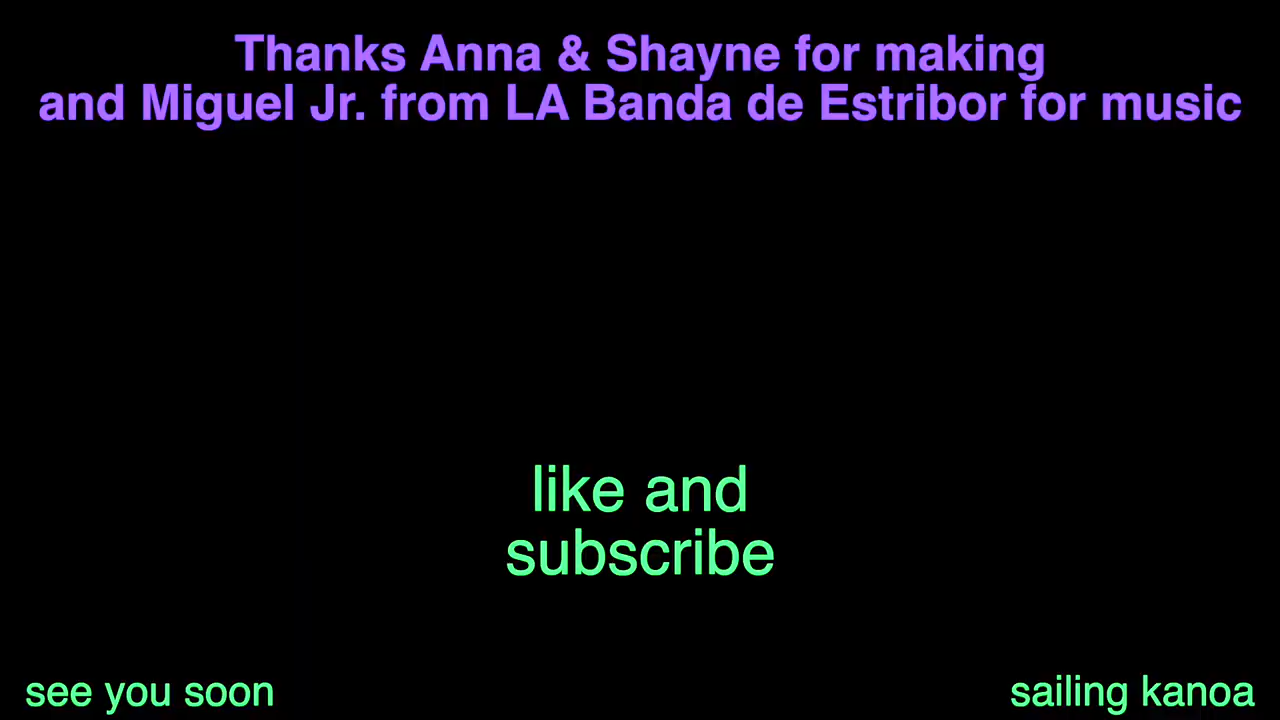 Thanks Anna & Shayne for making
and Miguel Jr. from LA Banda de Estribor for music
like and
subscribe
see you soon
sailing kanoa